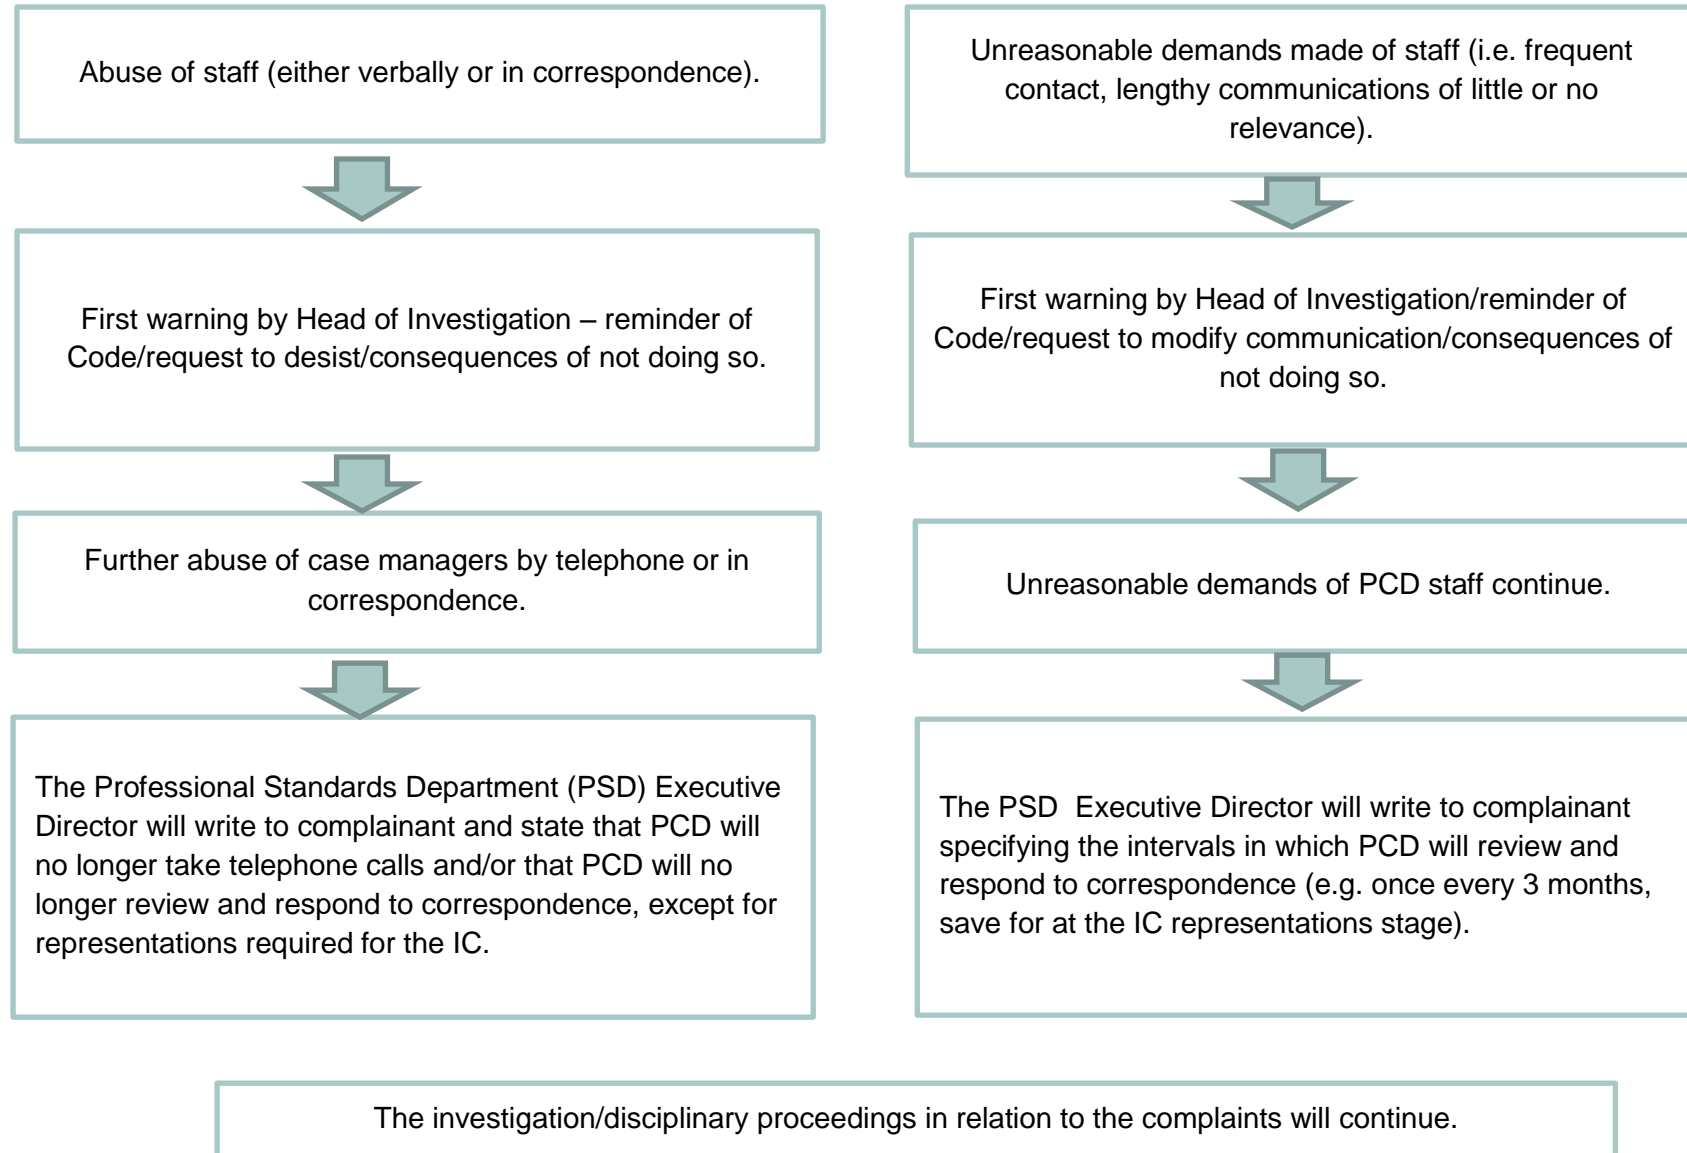 Abuse of staff (either verbally or in correspondence).
First warning by Head of Investigation – reminder of
Code/request to desist/consequences of not doing so.
Further abuse of case managers by telephone or in
correspondence.
The Professional Standards Department (PSD) Executive
Director will write to complainant and state that PCD will
no longer take telephone calls and/or that PCD will no
longer review and respond to correspondence, except for
representations required for the IC.
Unreasonable demands made of staff (i.e. frequent
contact, lengthy communications of little or no
relevance).
First warning by Head of Investigation/reminder of
Code/request to modify communication/consequences of
not doing so.
Unreasonable demands of PCD staff continue.
The PSD  Executive Director will write to complainant
specifying the intervals in which PCD will review and
respond to correspondence (e.g. once every 3 months,
save for at the IC representations stage).
The investigation/disciplinary proceedings in relation to the complaints will continue.